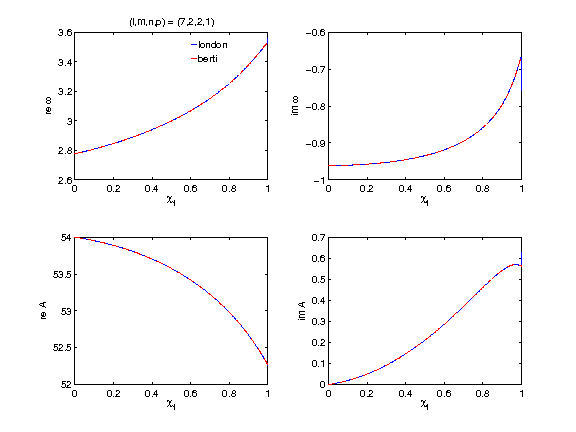 (l,m,n,p) = (7,2,2,1)
3.6
3.4
3.2
3
2.8
2.6
re ω
london
berti
0 0.2 0.4 0.6 0.8 1
χf
-0.6
-0.7
-0.8
-0.9
-1
im ω
0 0.2 0.4 0.6 0.8 1
χf
54
53.5
53
52.5
52
re A
0 0.2 0.4 0.6 0.8 1
χf
0.7
0.6
0.5
0.4
0.3
0.2
0.1
0
im A
0 0.2 0.4 0.6 0.8 1
χf